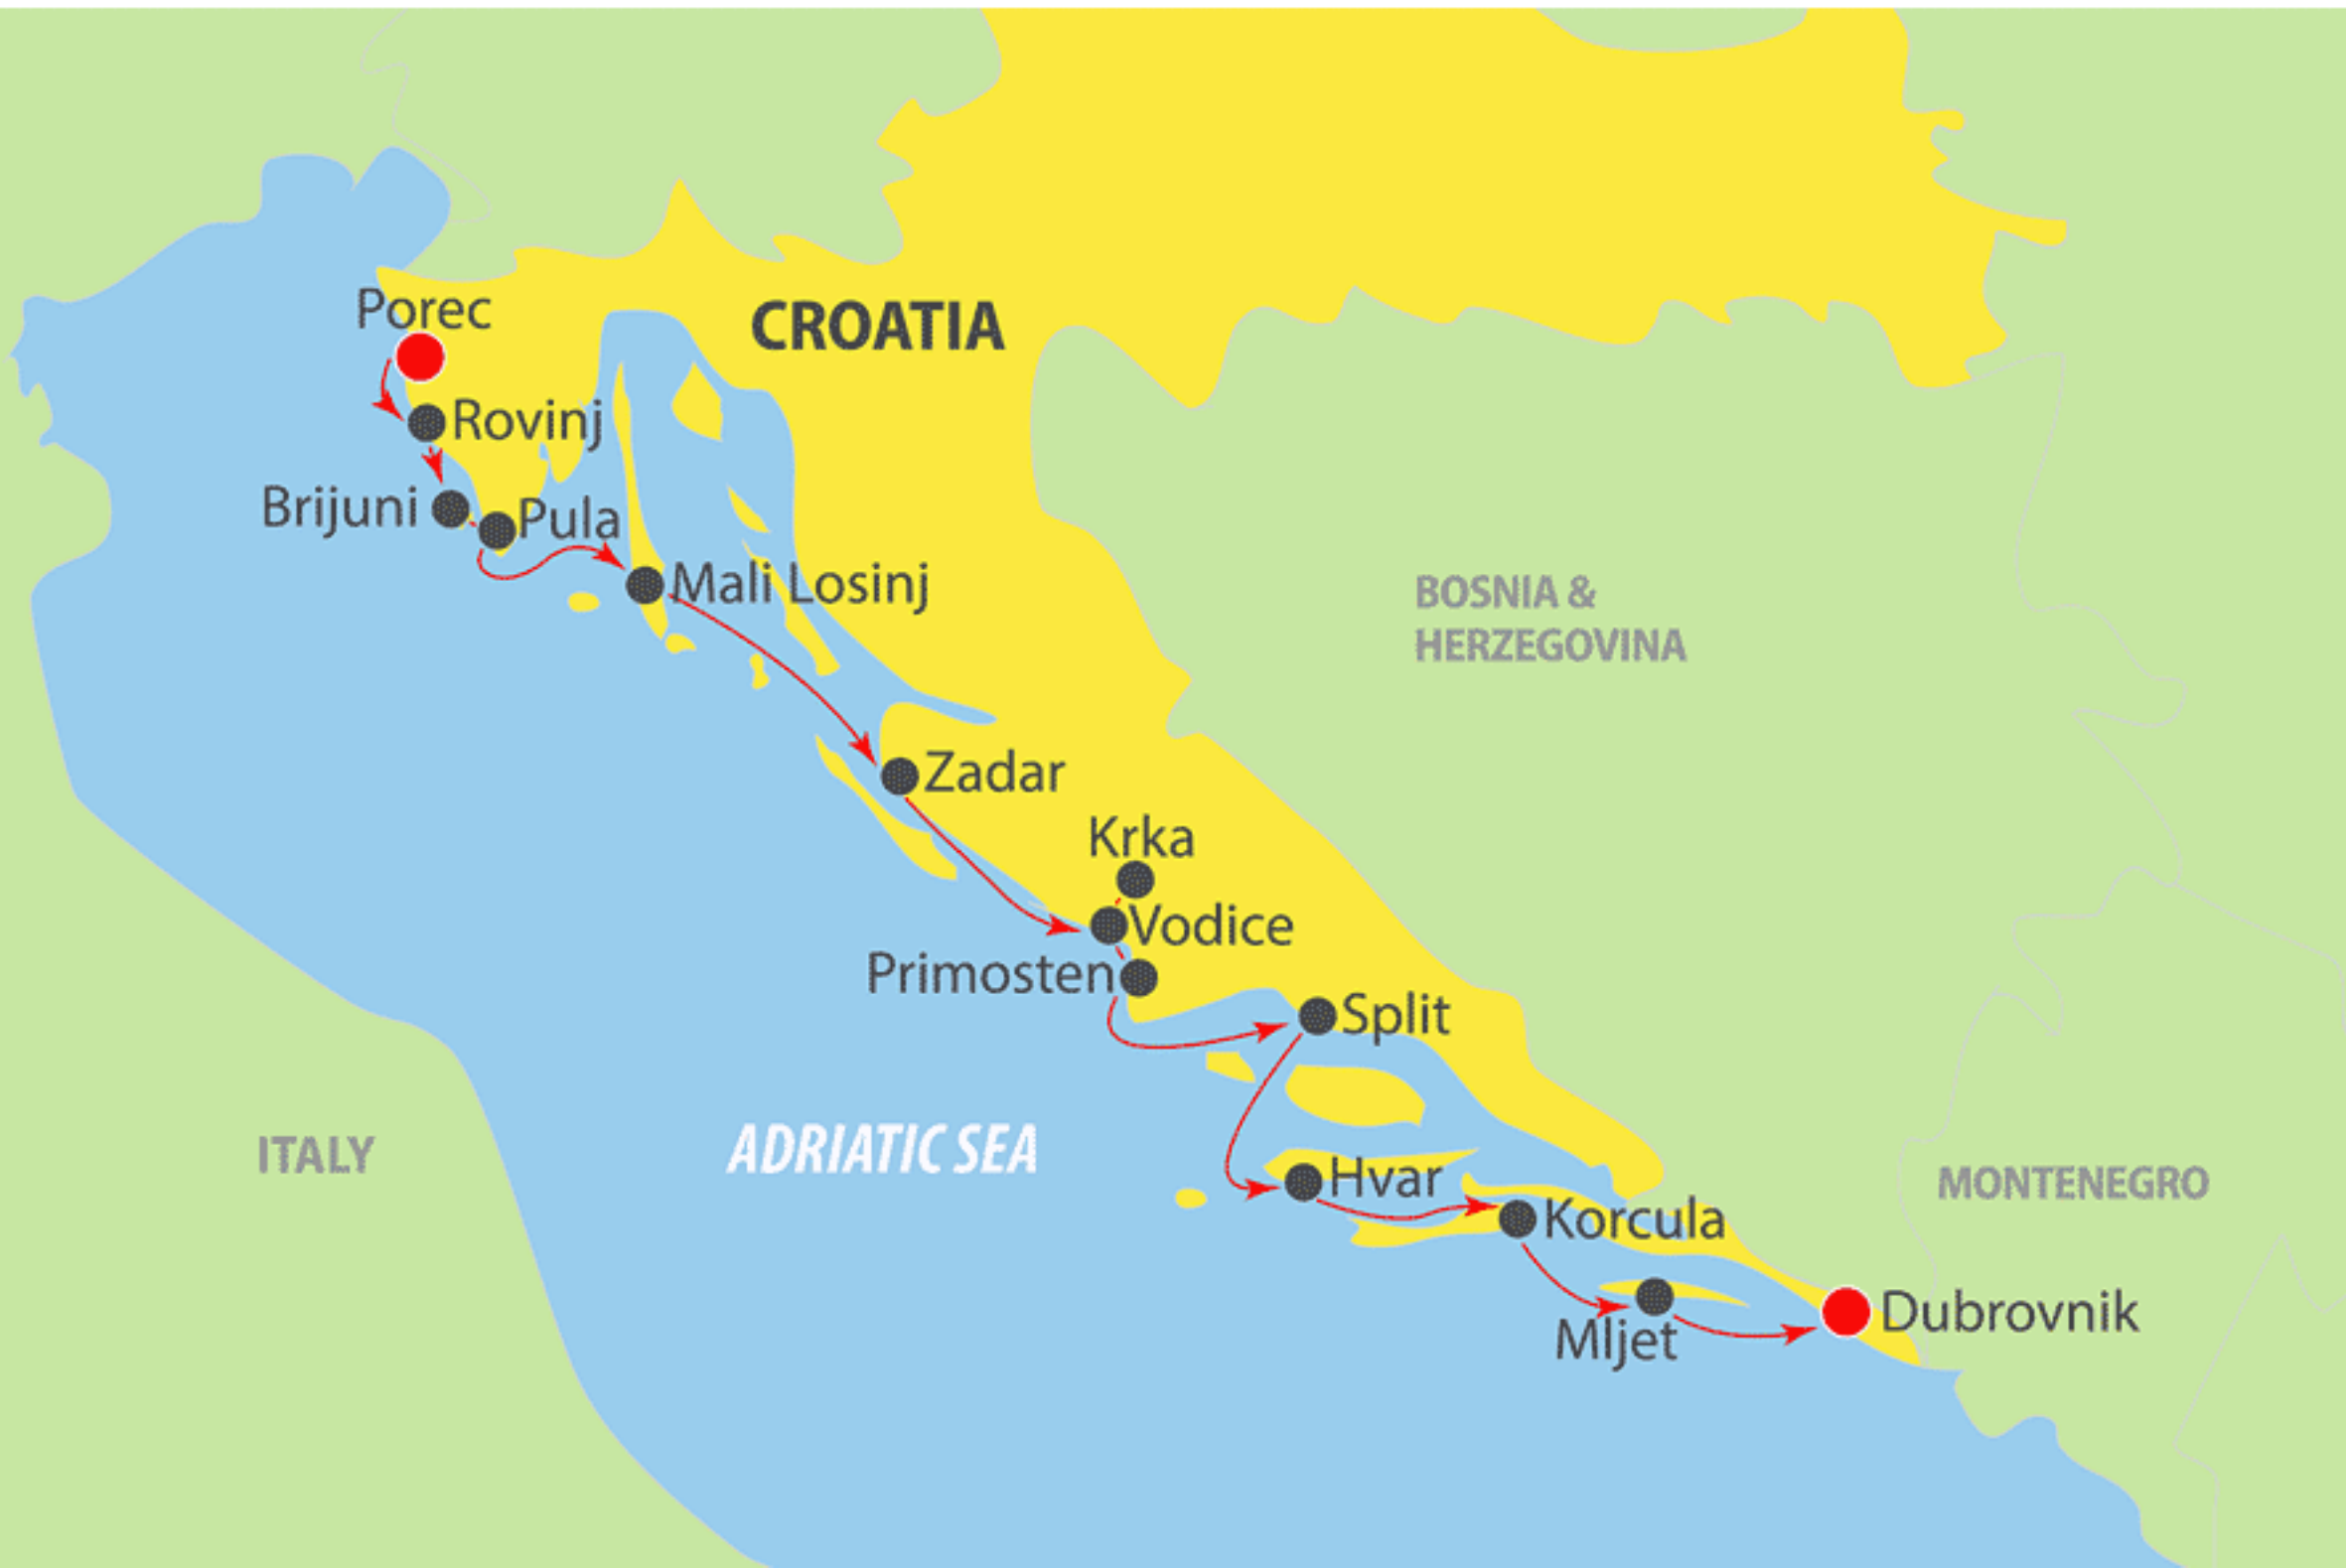 Porec
CROATIA
Rovinj
Brijuni
Pula
Mali Losinj
BOSNIA &
HERZEGOVINA
Zadar
Krka
Vodice
Primosten
Split
ITALY
ADRIATIC SEA
Hvar
MONTENEGRO
Korcula
Dubrovnik
Mljet